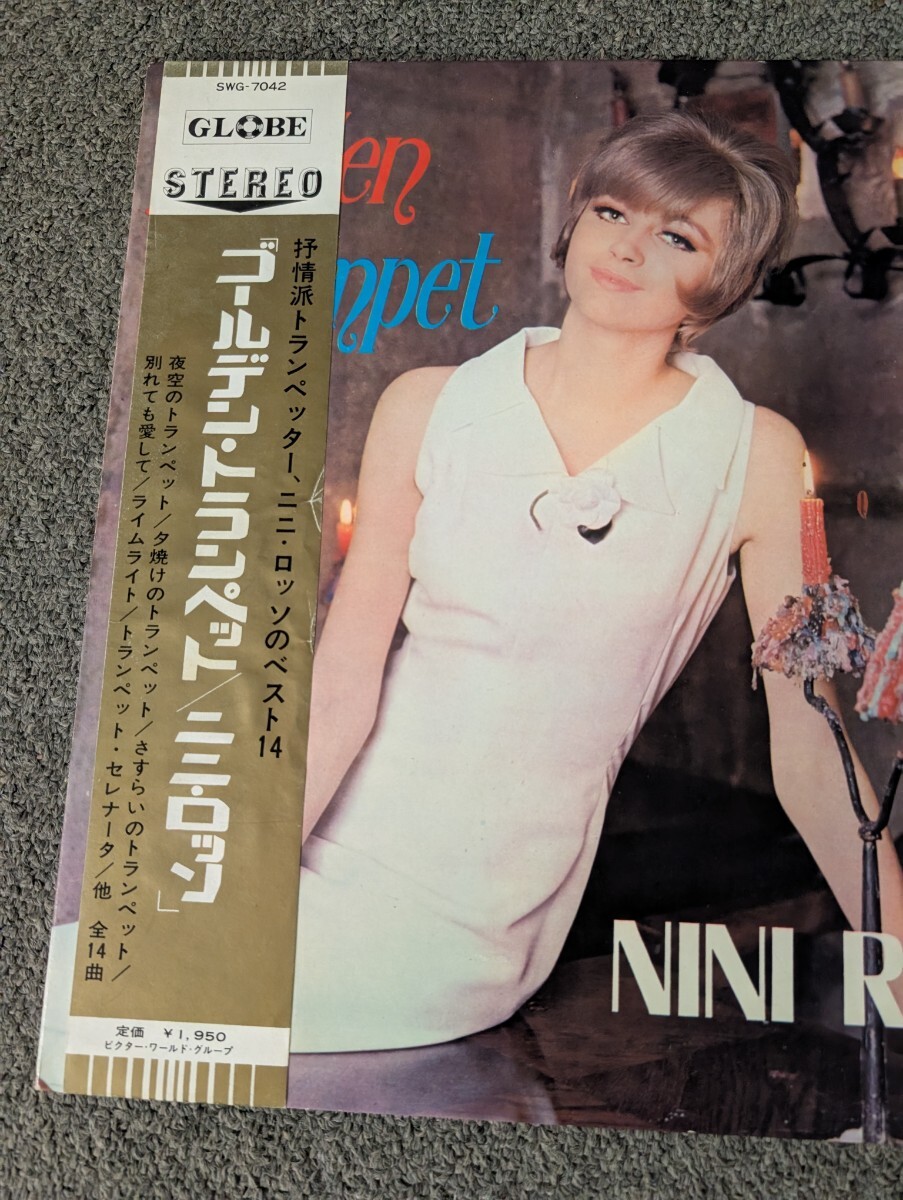 SWG-7042
GLOBE
STEREO
抒情派トランペッター、ニニ・ロッソのベスト14
「ゴールデン・トランペット/ニニ・ロッソ」
夜空のトランペット/夕焼けのトランペット/さすらいのトランペット/
別れても愛して/ライムライト/トランペット・セレナータ/他 全14曲
定価 ¥1,950
ビクター・ワールド・グループ
en
mpet
NINI R